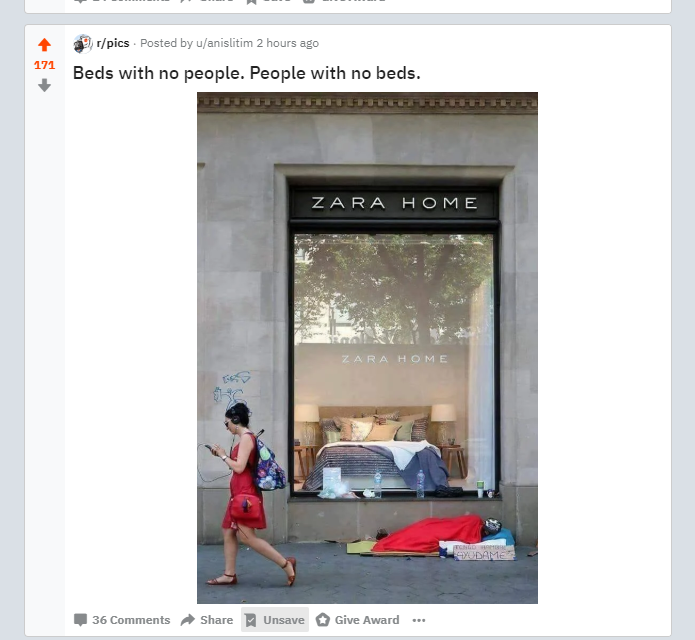 r/pics · Posted by u/anislitim 2 hours ago
171
Beds with no people. People with no beds.
ZARA HOME
ZARA HOME
AYUDAME
36 Comments Share Unsave Give Award